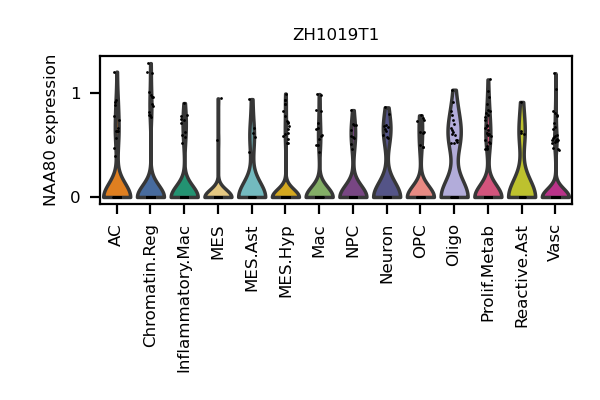 ZH1019T1
NAA80 expression
1
0
AC
Chromatin.Reg
Inflammatory.Mac
MES
MES.Ast
MES.Hyp
Mac
NPC
Neuron
OPC
Oligo
Prolif.Metab
Reactive.Ast
Vasc